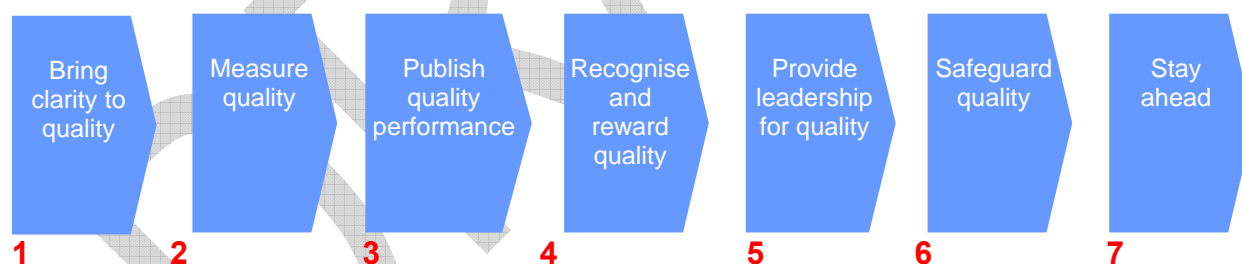 Bring
clarity to
quality
Measure
quality
Publish
quality
performance
Recognise
and
reward
quality
Provide
leadership
for quality
Safeguard
quality
Stay
ahead
1 2 3 4 5 6 7